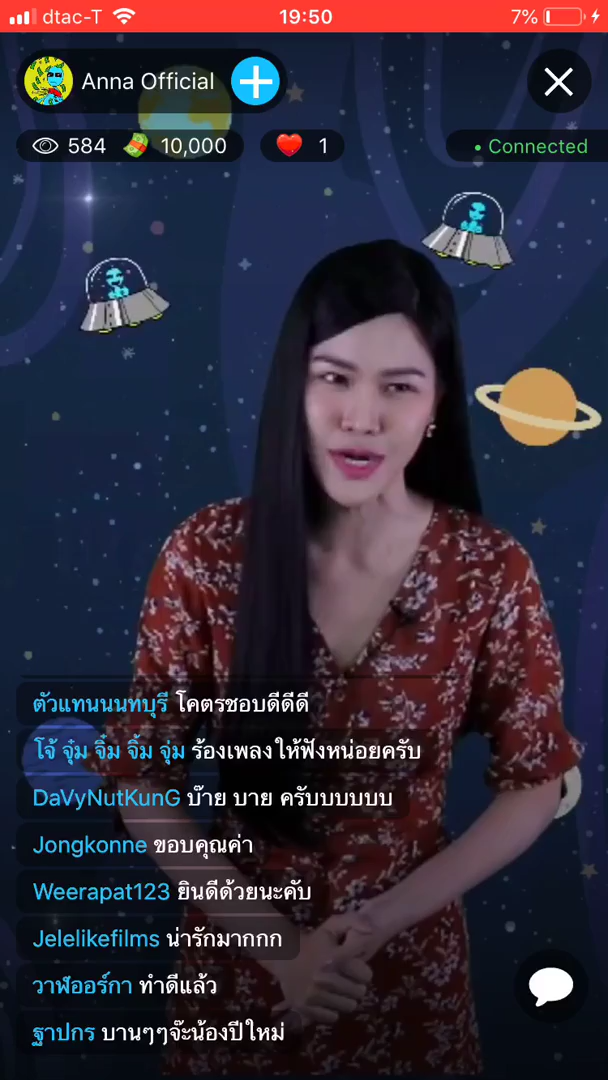 dtac-T 19:50 7%
Anna Official
584 10,000 1 • Connected
ตัวแทนนนทบุรี โคตรชอบดีดีดี
โจ้ จุ๋ม จิ๋ม จิ้ม จุ่ม ร้องเพลงให้ฟังหน่อยครับ
DaVyNutKunG บ๊าย บาย ครับบบบบบ
Jongkonne ขอบคุณค่า
Weerapat123 ยินดีด้วยนะคับ
Jelelikefilms น่ารักมากกก
วาฬออร์กา ทำดีแล้ว
ฐาปกร บานๆๆจ๊ะน้องปีใหม่